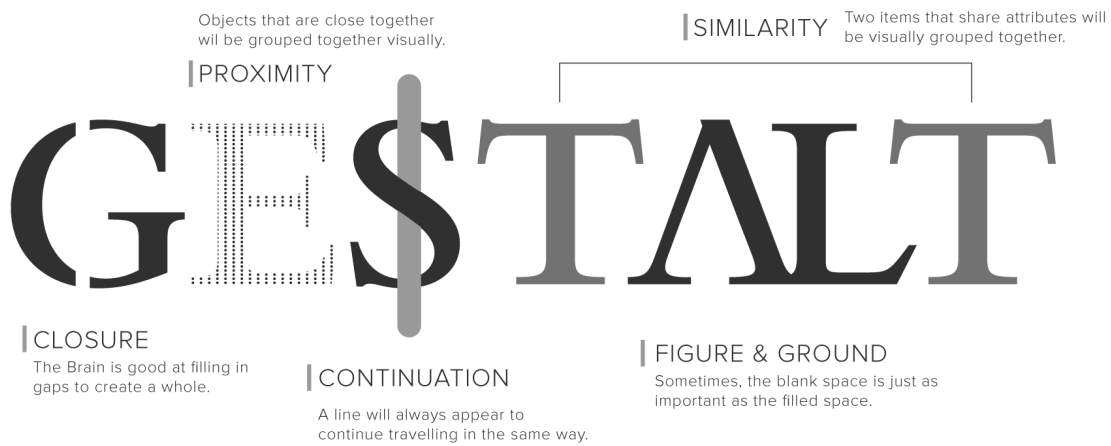 Objects that are close together
wil be grouped together visually.
PROXIMITY
SIMILARITY
Two items that share attributes will
be visually grouped together.
GESTALT
CLOSURE
The Brain is good at filling in
gaps to create a whole.
CONTINUATION
A line will always appear to
continue travelling in the same way.
FIGURE & GROUND
Sometimes, the blank space is just as
important as the filled space.